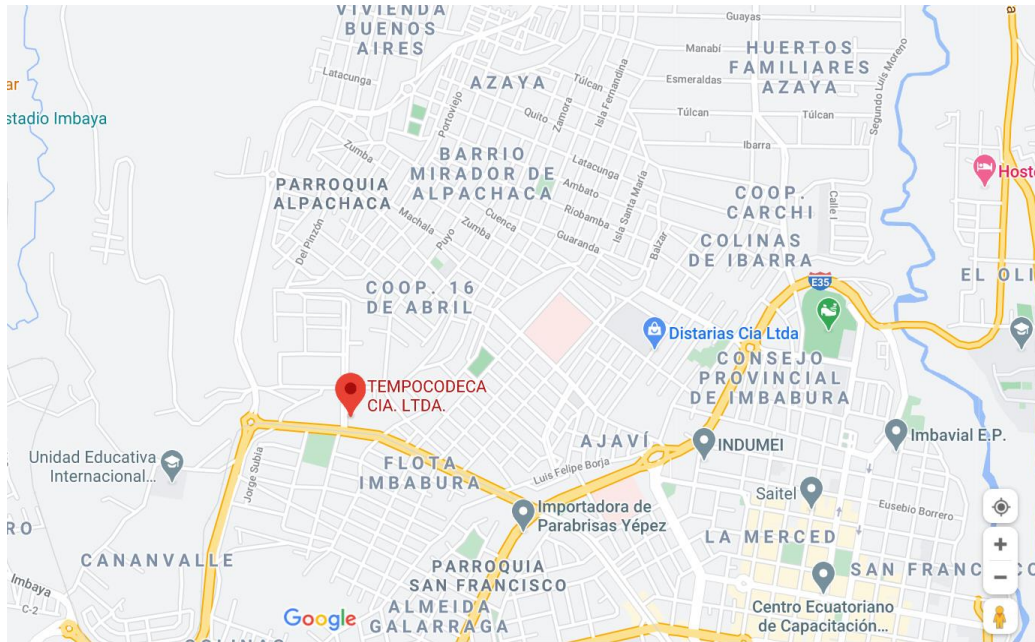 VIVIENDA
BUENOS
AIRES
Guayas
Manabí
HUERTOS
FAMILIARES
AZAYA
Segundo Luis Moreno
Latacunga
AZAYA
Túlcan
Isla Fernandina
Esmeraldas
Portoviejo
Quito
Zamora
Túlcan
Túlcan
ar
stadio Imbaya
Zumba
BARRIO
MIRADOR DE
ALPACHACA
Latacunga
Ibarra
PARROQUIA
ALPACHACA
Ambato
Isla Santa María
COOP.
CARCHI
Calle I
Hoste
Machala
Puyo
Zumba
Cuenca
Riobamba
Guaranda
Balzar
Del Pinzón
COLINAS
DE IBARRA
EL OLI
COOP. 16
DE ABRIL
E35
Distarias Cia Ltda
CONSEJO
PROVINCIAL
DE IMBABURA
TEMPOCODECA
CIA. LTDA.
Imbavial E.P.
AJAVÍ
INDUMEI
Unidad Educativa
Internacional...
Jorge Subia
FLOTA
IMBABURA
Luis Felipe Borja
Saitel
Importadora de
Parabrisas Yépez
Eusebio Borrero
RO
LA MERCED
CANANVALLE
PARROQUIA
SAN FRANCISCO
SAN FRANC
CO
Imbaya
C-2
ALMEIDA
GALARRAGA
Centro Ecuatoriano
de Capacitación...
Google